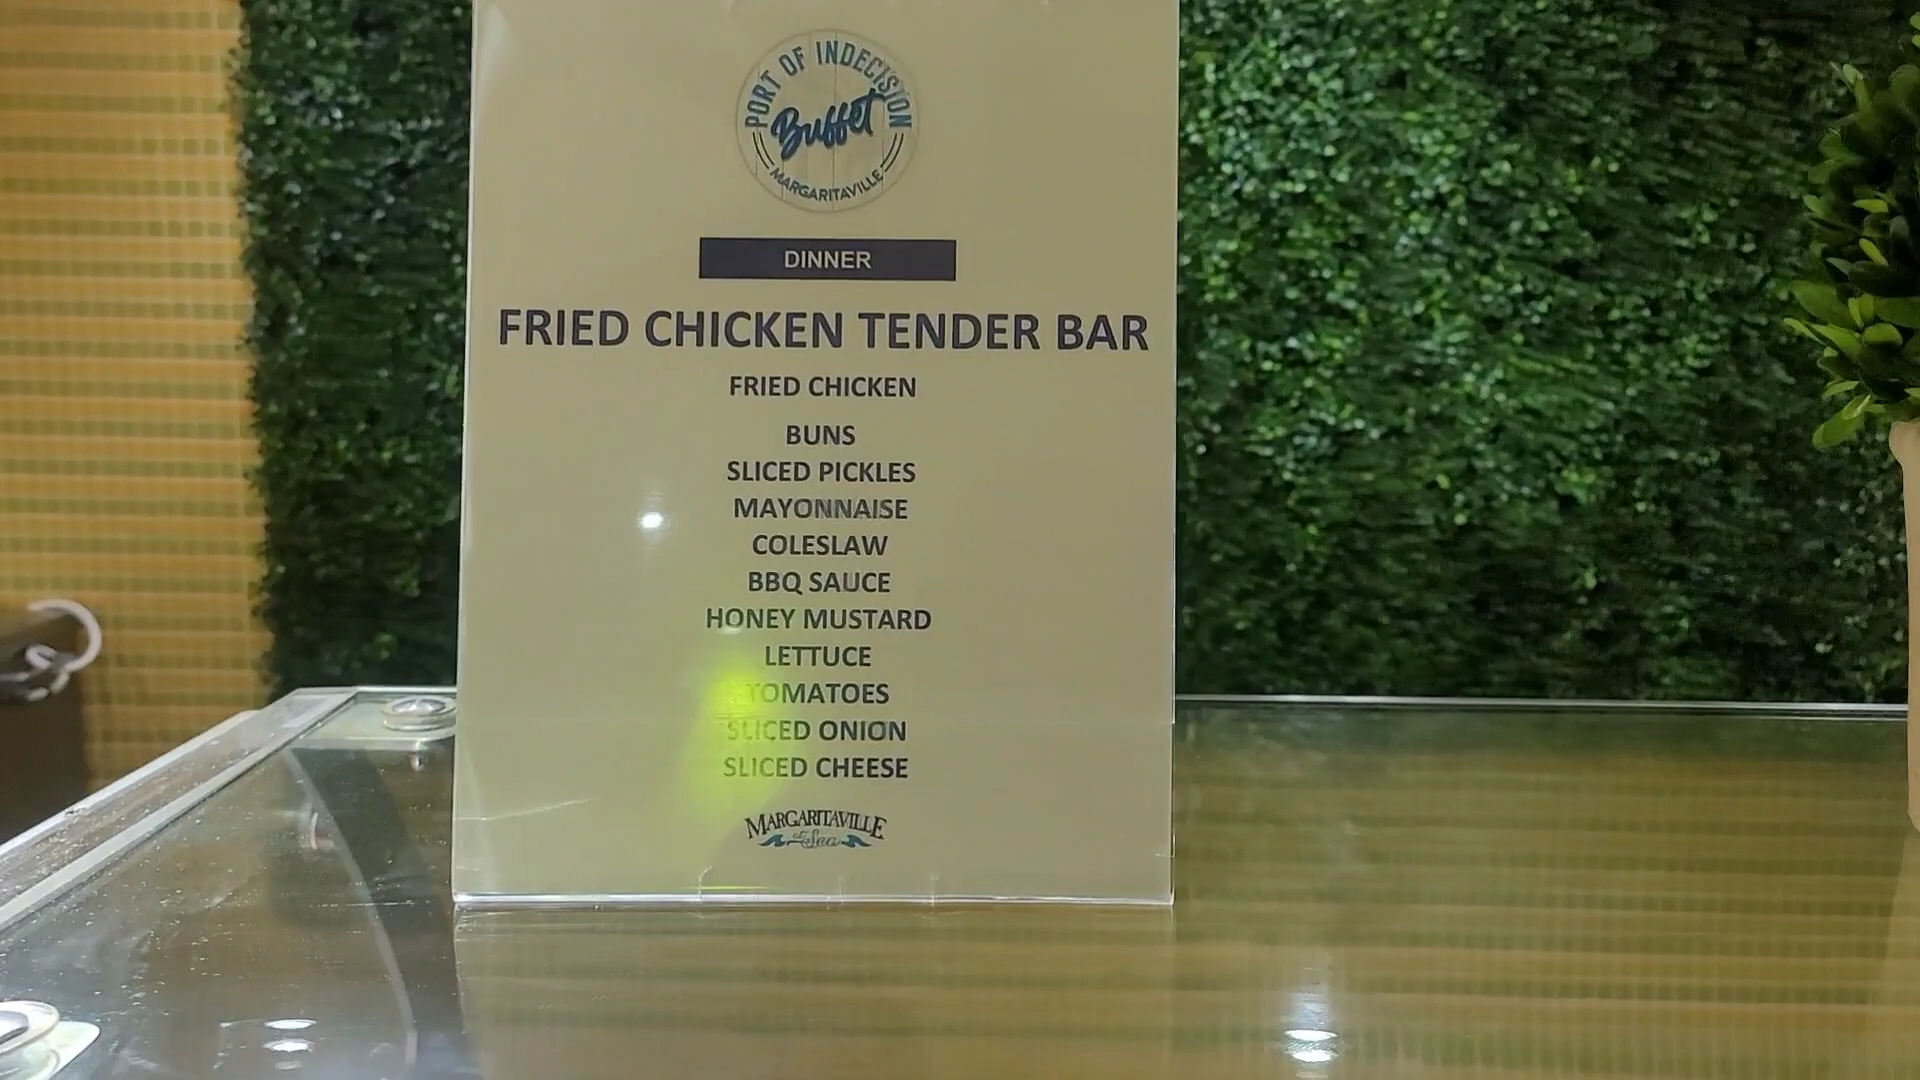 PORT OF INDECISION
Buffet
MARGARITAVILLE
DINNER
FRIED CHICKEN TENDER BAR
FRIED CHICKEN
BUNS
SLICED PICKLES
MAYONNAISE
COLESLAW
BBQ SAUCE
HONEY MUSTARD
LETTUCE
TOMATOES
SLICED ONION
SLICED CHEESE
MARGARITAVILLE
at Sea